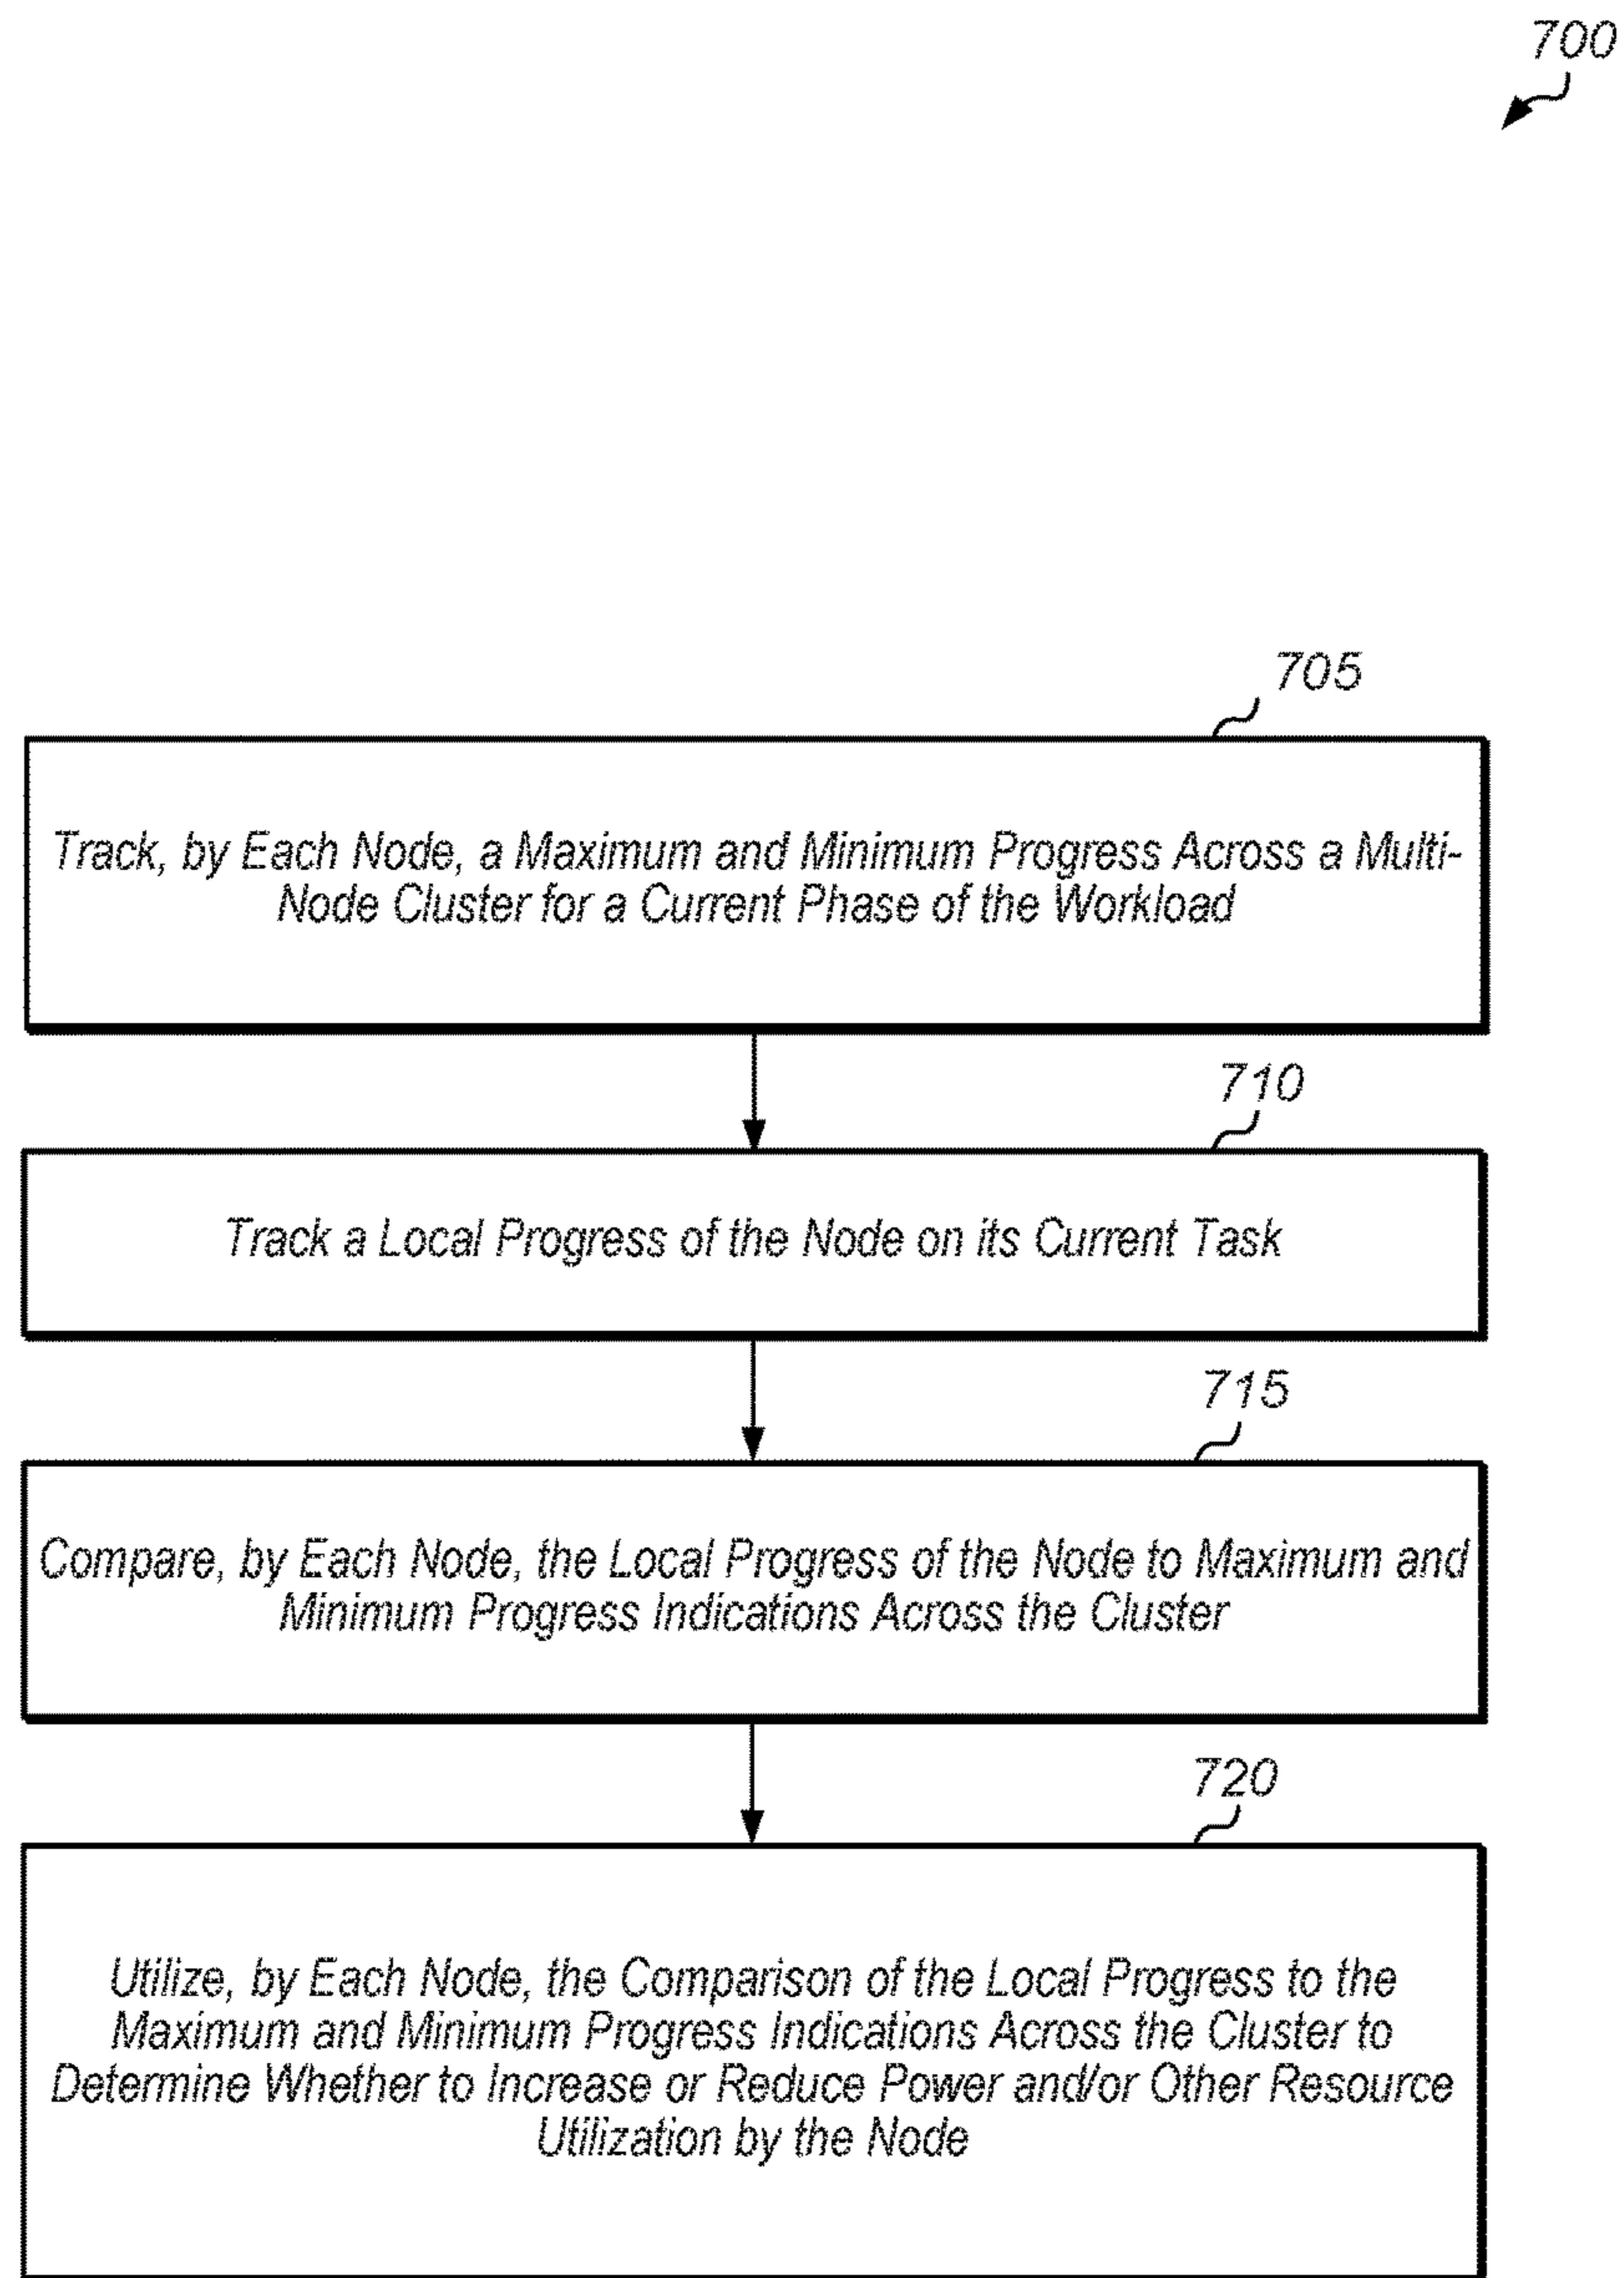 700
705
Track, by Each Node, a Maximum and Minimum Progress Across a Multi-
Node Cluster for a Current Phase of the Workload
710
Track a Local Progress of the Node on its Current Task
715
Compare, by Each Node, the Local Progress of the Node to Maximum and
Minimum Progress Indications Across the Cluster
720
Utilize, by Each Node, the Comparison of the Local Progress to the
Maximum and Minimum Progress Indications Across the Cluster to
Determine Whether to Increase or Reduce Power and/or Other Resource
Utilization by the Node